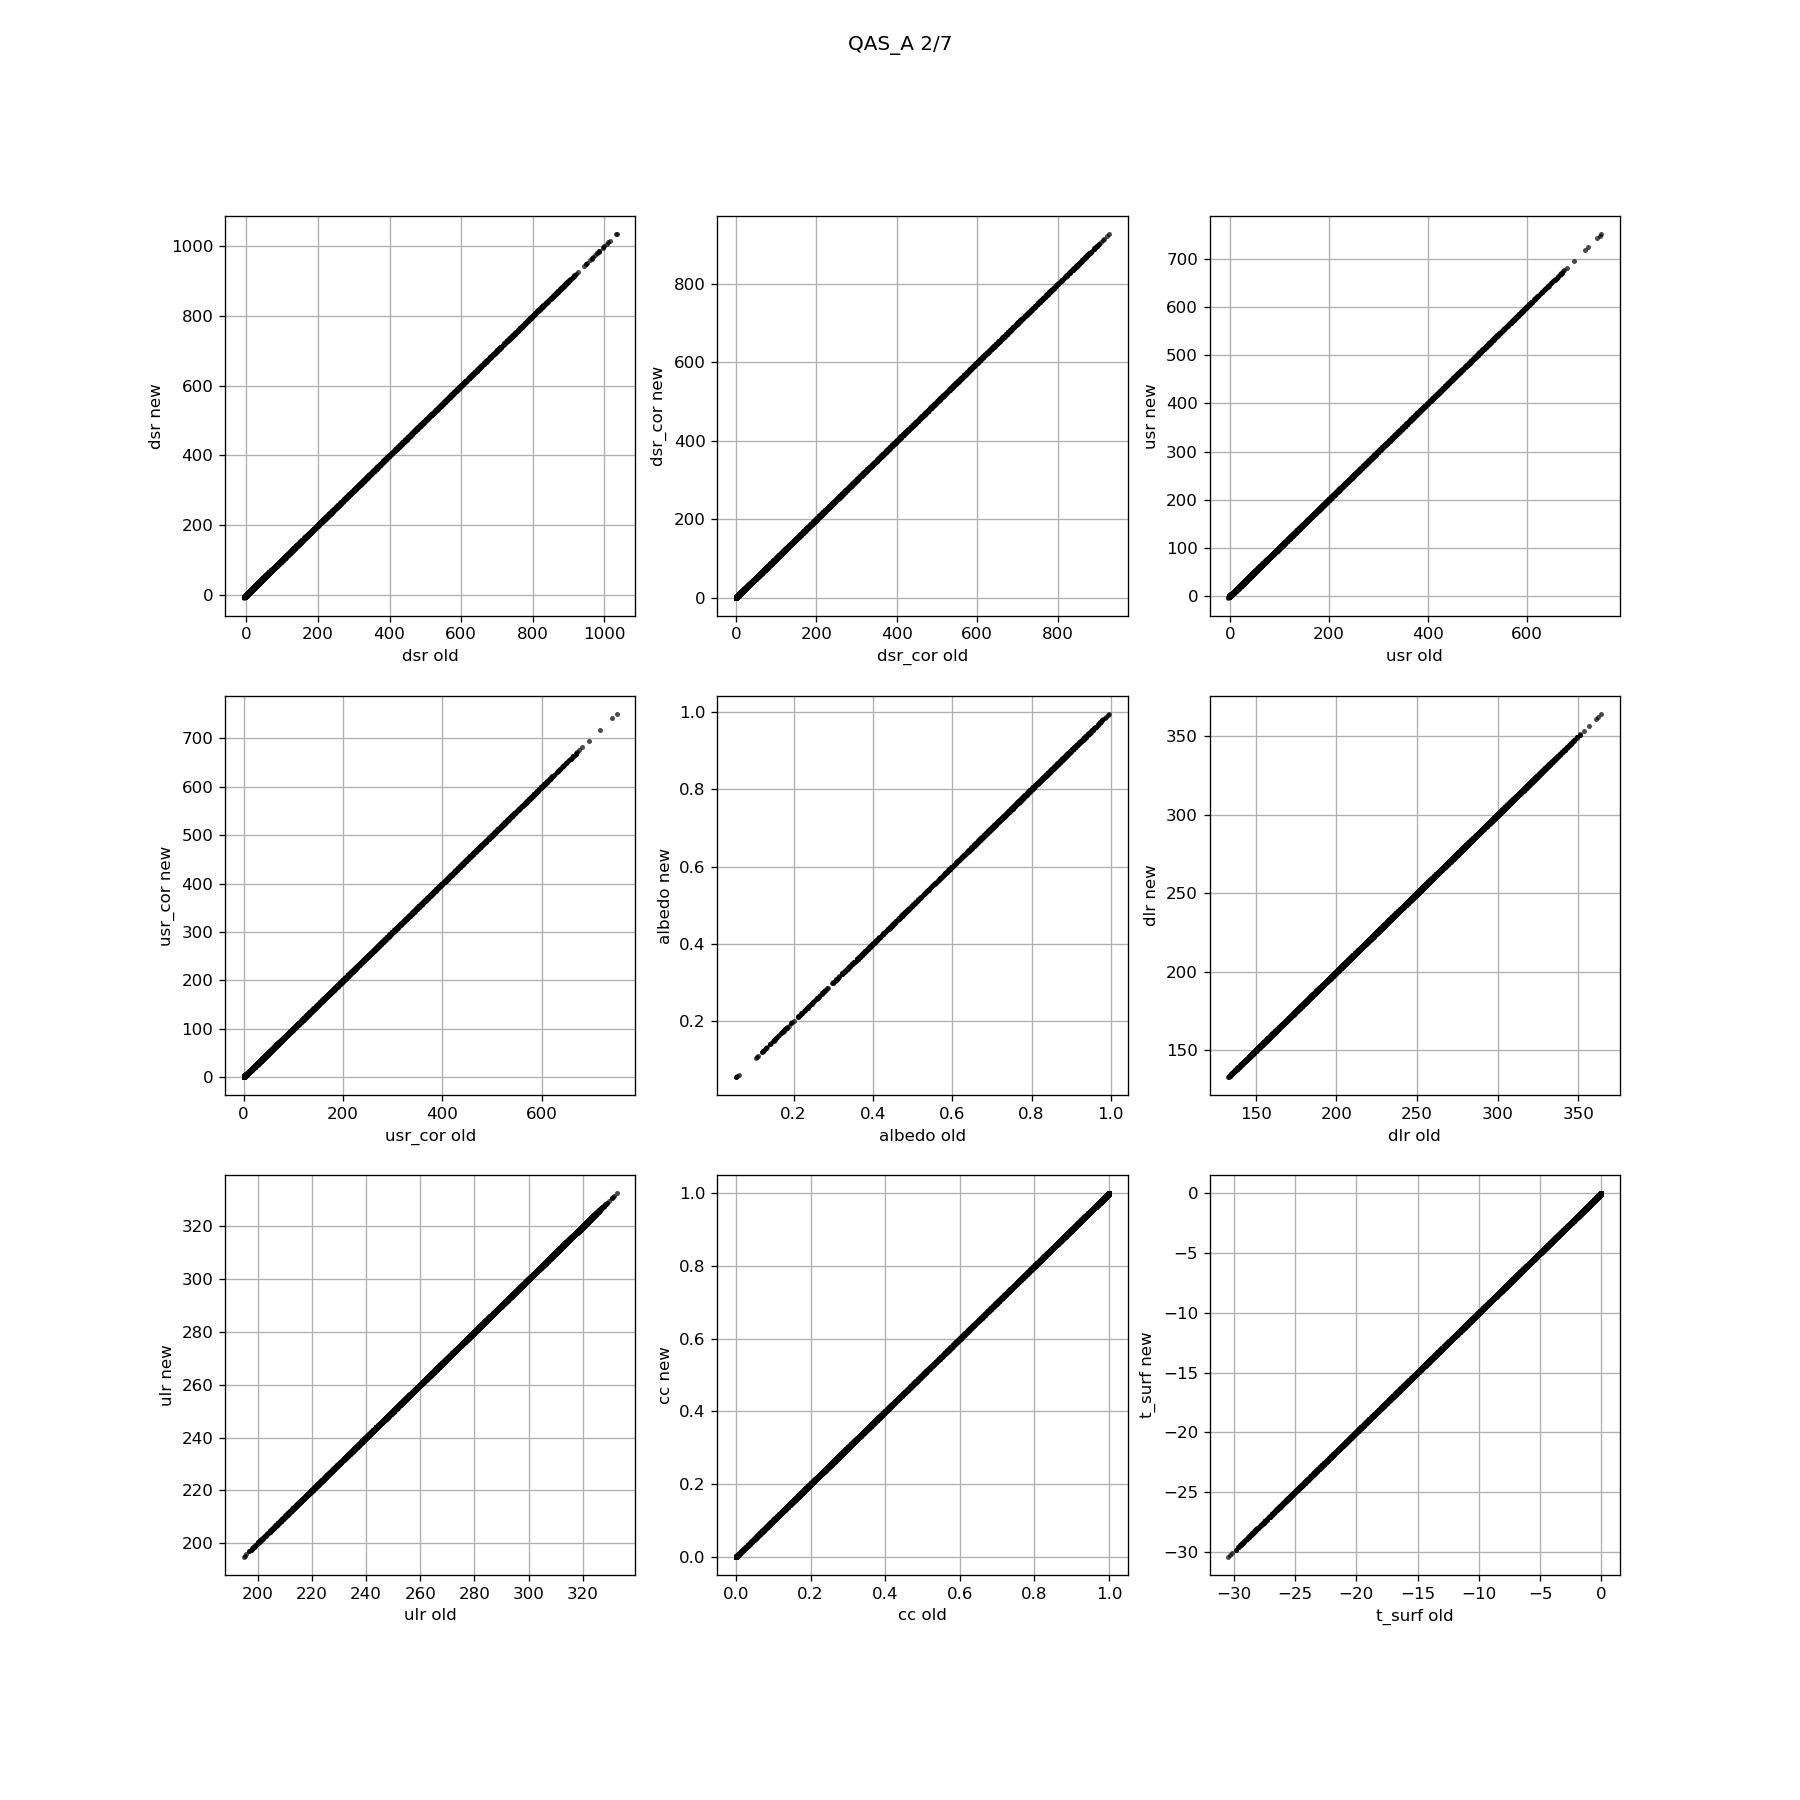 QAS_A 2/7
1000
800
600
400
200
0
dsr new
0 200 400 600 800 1000
dsr old
800
600
400
200
0
dsr_cor new
0 200 400 600 800
dsr_cor old
700
600
500
400
300
200
100
0
usr new
0 200 400 600
usr old
700
600
500
400
300
200
100
0
usr_cor new
0 200 400 600
usr_cor old
1.0
0.8
0.6
0.4
0.2
albedo new
0.2 0.4 0.6 0.8 1.0
albedo old
350
300
250
200
150
dlr new
150 200 250 300 350
dlr old
320
300
280
260
240
220
200
ulr new
200 220 240 260 280 300 320
ulr old
1.0
0.8
0.6
0.4
0.2
0.0
cc new
0.0 0.2 0.4 0.6 0.8 1.0
cc old
0
−5
−10
−15
−20
−25
−30
t_surf new
−30 −25 −20 −15 −10 −5 0
t_surf old